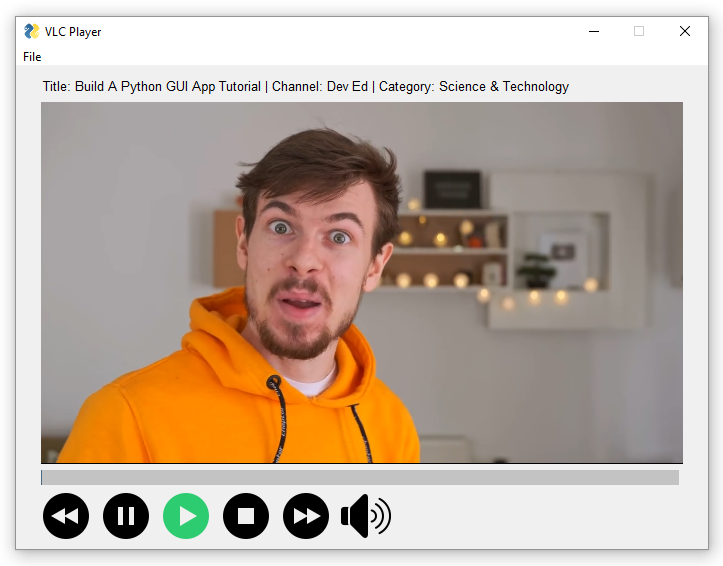 VLC Player
File
Title: Build A Python GUI App Tutorial | Channel: Dev Ed | Category: Science & Technology